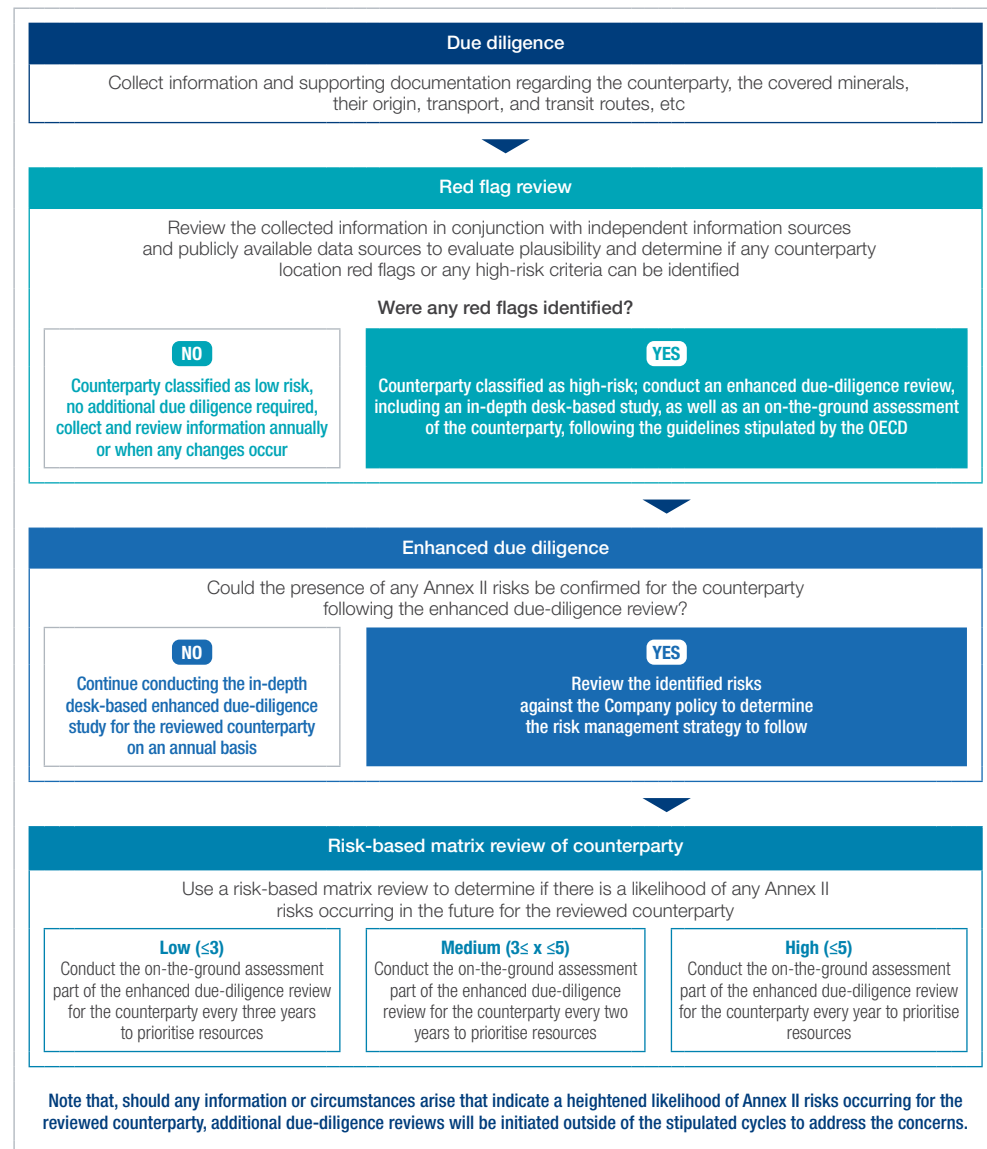 Due diligence
Collect information and supporting documentation regarding the counterparty, the covered minerals,
their origin, transport, and transit routes, etc
Red flag review
Review the collected information in conjunction with independent information sources
and publicly available data sources to evaluate plausibility and determine if any counterparty
location red flags or any high-risk criteria can be identified
Were any red flags identified?
NO
Counterparty classified as low risk,
no additional due diligence required,
collect and review information annually
or when any changes occur
YES
Counterparty classified as high-risk; conduct an enhanced due-diligence review,
including an in-depth desk-based study, as well as an on-the-ground assessment
of the counterparty, following the guidelines stipulated by the OECD
Enhanced due diligence
Could the presence of any Annex II risks be confirmed for the counterparty
following the enhanced due-diligence review?
NO
Continue conducting the in-depth
desk-based enhanced due-diligence
study for the reviewed counterparty
on an annual basis
YES
Review the identified risks
against the Company policy to determine
the risk management strategy to follow
Risk-based matrix review of counterparty
Use a risk-based matrix review to determine if there is a likelihood of any Annex II
risks occurring in the future for the reviewed counterparty
Low (≤3)
Conduct the on-the-ground assessment
part of the enhanced due-diligence review
for the counterparty every three years
to prioritise resources
Medium (3≤ x ≤5)
Conduct the on-the-ground assessment
part of the enhanced due-diligence
review for the counterparty every two
years to prioritise resources
High (≤5)
Conduct the on-the-ground assessment
part of the enhanced due-diligence review
for the counterparty every year to prioritise
resources
Note that, should any information or circumstances arise that indicate a heightened likelihood of Annex II risks occurring for the
reviewed counterparty, additional due-diligence reviews will be initiated outside of the stipulated cycles to address the concerns.